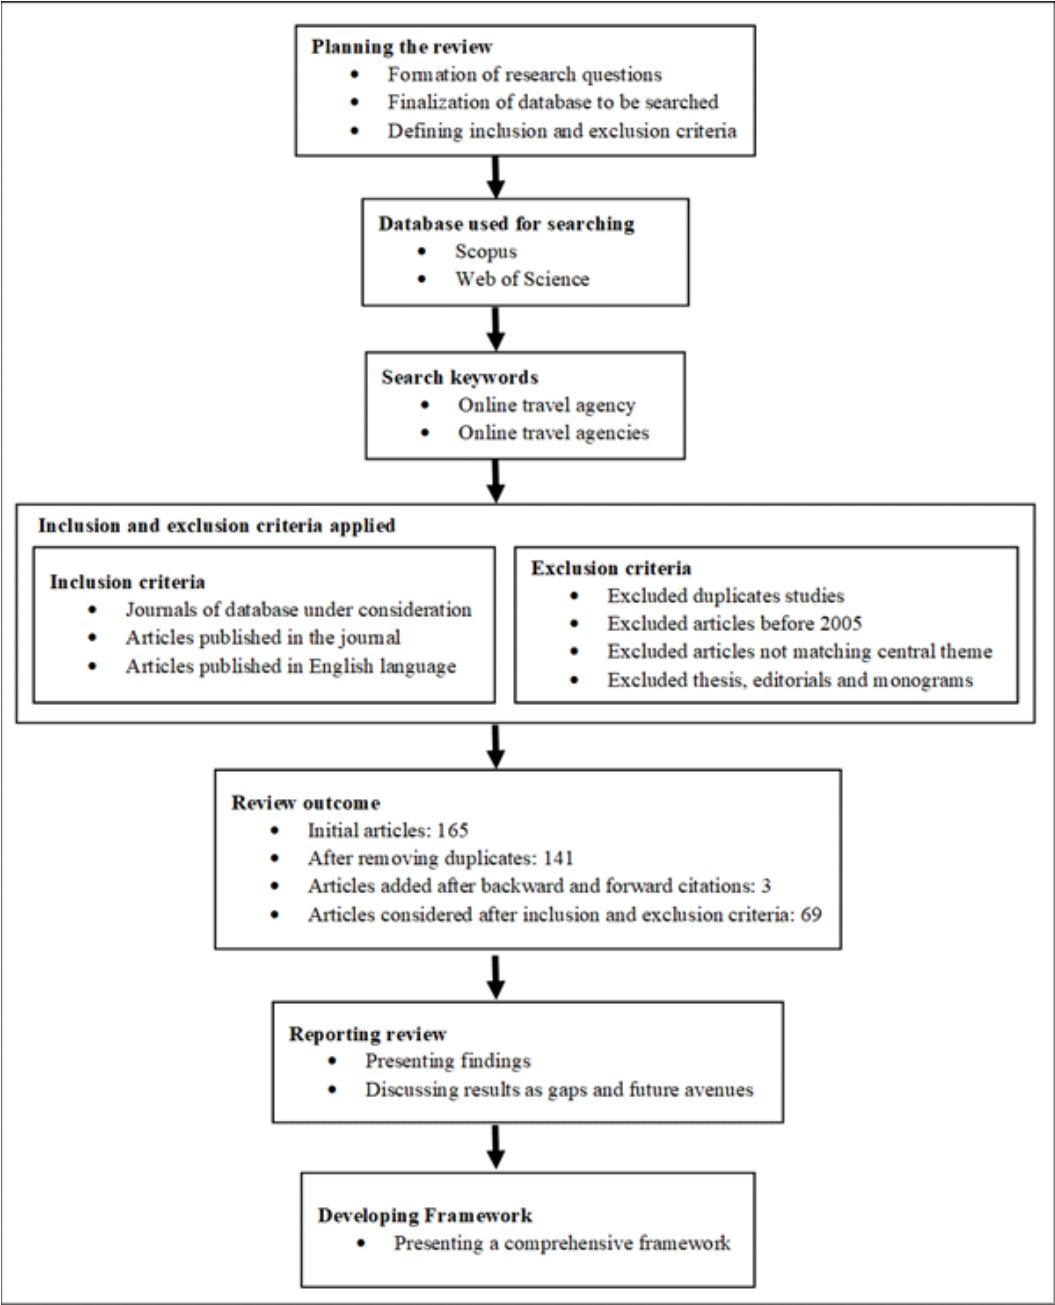 Planning the review
• Formation of research questions
• Finalization of database to be searched
• Defining inclusion and exclusion criteria
Database used for searching
• Scopus
• Web of Science
Search keywords
• Online travel agency
• Online travel agencies
Inclusion and exclusion criteria applied
Inclusion criteria
• Journals of database under consideration
• Articles published in the journal
• Articles published in English language
Exclusion criteria
• Excluded duplicates studies
• Excluded articles before 2005
• Excluded articles not matching central theme
• Excluded thesis, editorials and monograms
Review outcome
• Initial articles: 165
• After removing duplicates: 141
• Articles added after backward and forward citations: 3
• Articles considered after inclusion and exclusion criteria: 69
Reporting review
• Presenting findings
• Discussing results as gaps and future avenues
Developing Framework
• Presenting a comprehensive framework